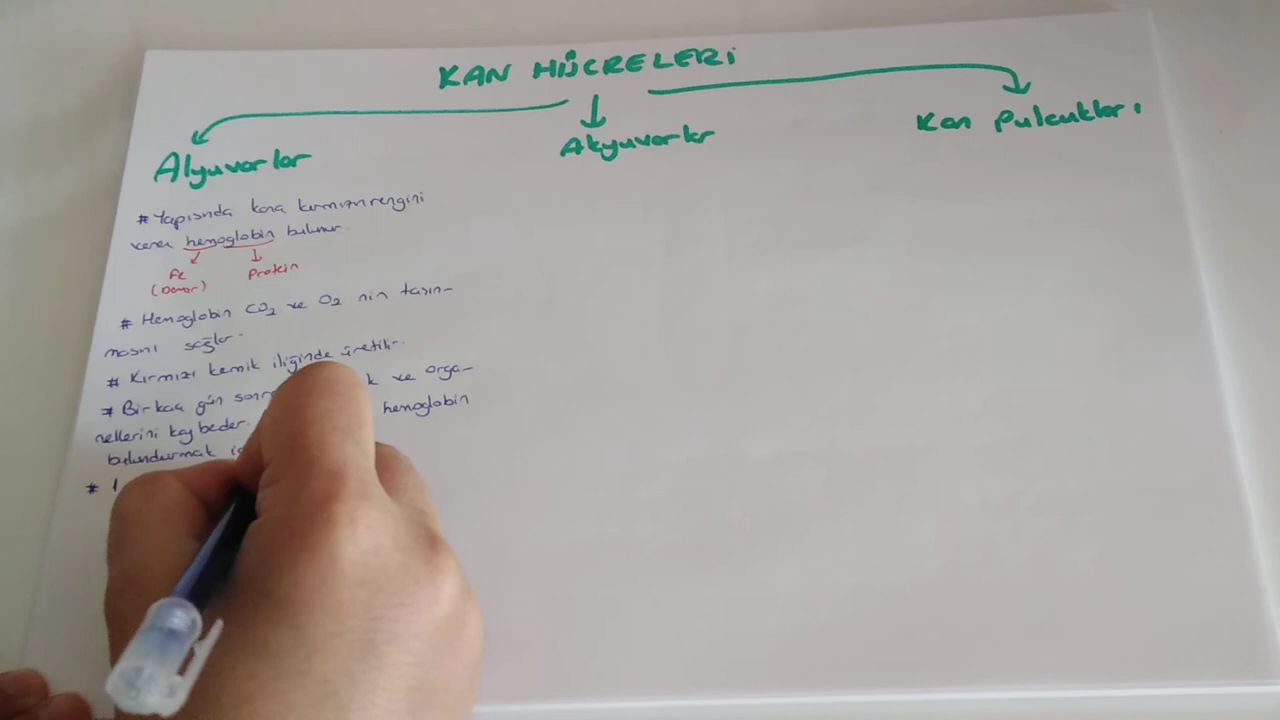 KAN HÜCRELERİ
Alyuvarlar
Akyuvarlar
Kan Pulcukları
# Yapısında kana kırmızı rengini
veren hemoglobin bulunur.
Fe
(Demir)
Protein
# Hemoglobin CO2 ve O2 nin taşın-
masını sağlar.
# Kırmızı kemik iliğinde üretilir.
# Birkaç gün sonra k ve orga-
nellerini kaybeder. hemoglobin
bulundurmak
#